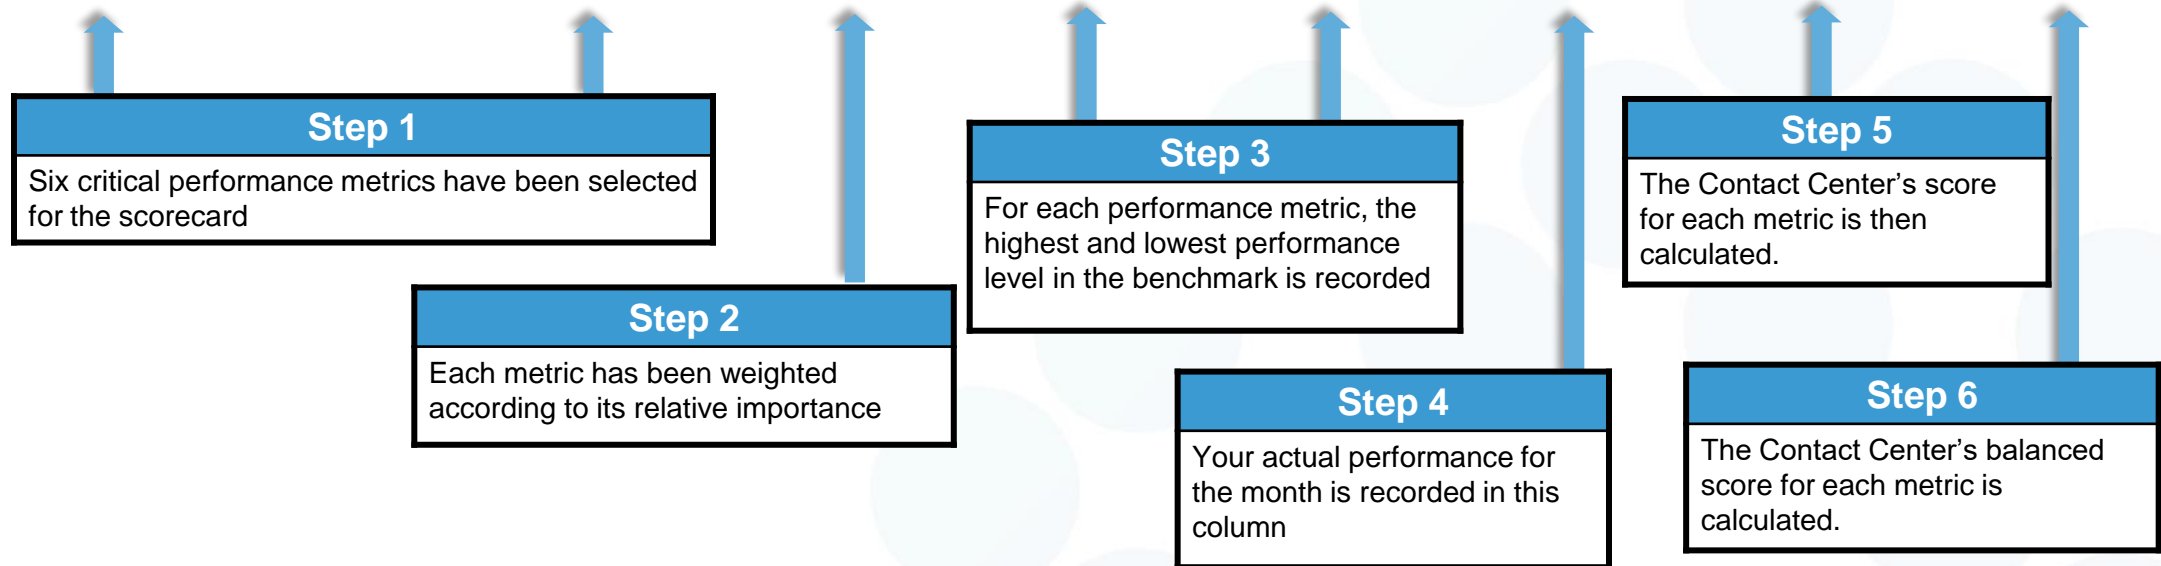 Step 1
Six critical performance metrics have been selected
for the scorecard
Step 2
Each metric has been weighted
according to its relative importance
Step 3
For each performance metric, the
highest and lowest performance
level in the benchmark is recorded
Step 4
Your actual performance for
the month is recorded in this
column
Step 5
The Contact Center’s score
for each metric is then
calculated.
Step 6
The Contact Center’s balanced
score for each metric is
calculated.